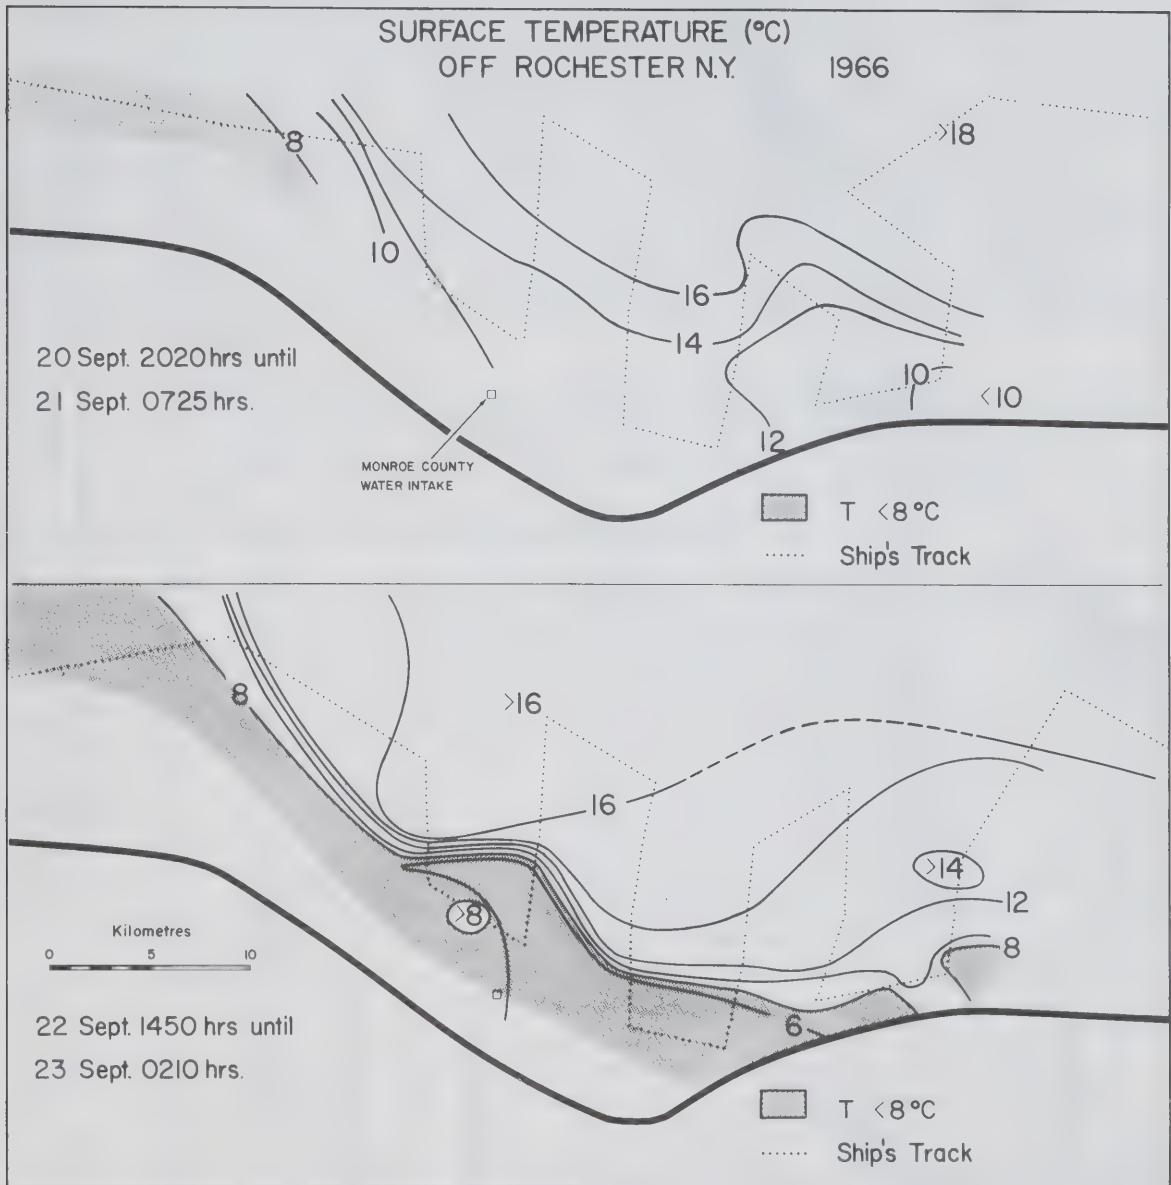 SURFACE TEMPERATURE (°C)
OFF ROCHESTER N.Y. 1966
8
>18
10
16
14
10
<10
12
20 Sept. 2020 hrs until
21 Sept. 0725 hrs.
MONROE COUNTY
WATER INTAKE
T <8°C
Ship's Track
8
>16
16
>14
>8
12
8
6
Kilometres
0 5 10
22 Sept. 1450 hrs until
23 Sept. 0210 hrs.
T <8°C
Ship's Track